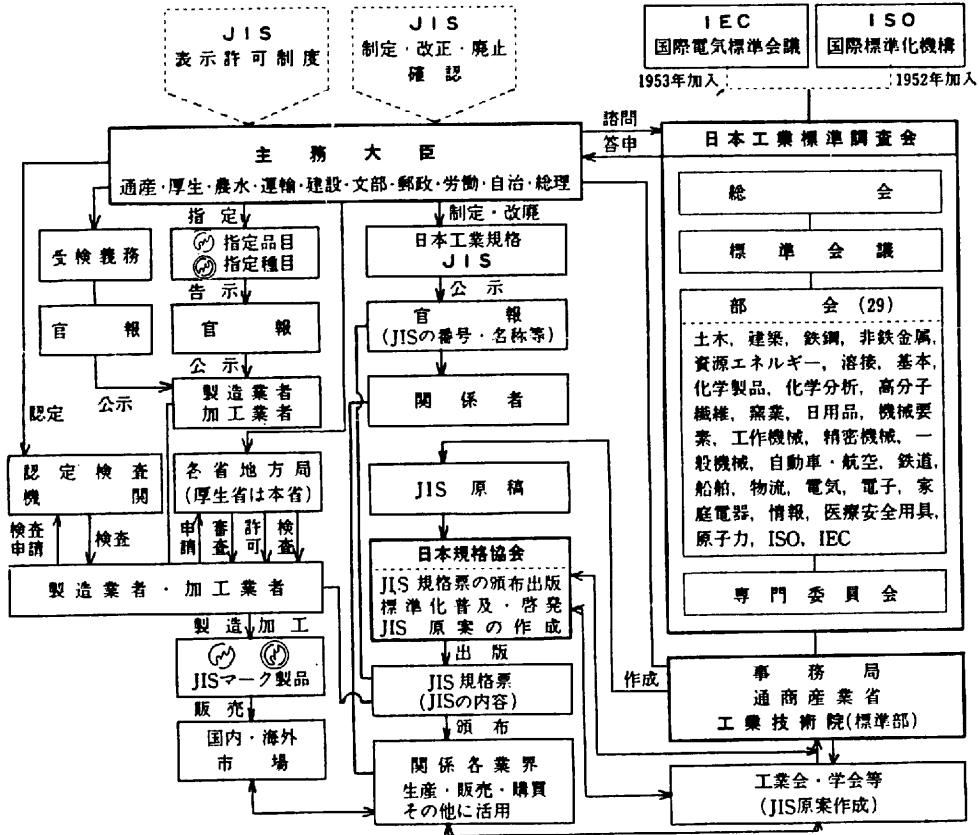 JIS
表示許可制度
JIS
制定・改正・廃止
確認
IEC
国際電気標準会議
ISO
国際標準化機構
1953年加入
1952年加入
諮問
答申
主務大臣
通産・厚生・農水・運輸・建設・文部・郵政・労働・自治・総理
日本工業標準調査会
総会
標準会議
部会 (29)
土木, 建築, 鉄鋼, 非鉄金属,
資源エネルギー, 溶接, 基本,
化学製品, 化学分析, 高分子
繊維, 窯業, 日用品, 機械要
素, 工作機械, 精密機械, 一
般機械, 自動車・航空, 鉄道,
船舶, 物流, 電気, 電子, 家
庭電器, 情報, 医療安全用具,
原子力, ISO, IEC
専門委員会
指定
制定・改廃
受検義務
指定品目
指定種目
日本工業規格
JIS
告示
公示
官報
官報
官報
(JISの番号・名称等)
公示
公示
製造業者
加工業者
関係者
認定
認定検査
機関
各省地方局
(厚生省は本省)
JIS 原稿
検査
申請
検査
申請
審査
許可
検査
製造業者・加工業者
日本規格協会
JIS 規格票の頒布出版
標準化普及・啓発
JIS 原案の作成
製造加工
出版
JISマーク製品
JIS 規格票
(JISの内容)
作成
事務局
通商産業省
工業技術院(標準部)
販売
頒布
国内・海外
市場
関係各業界
生産・販売・購買
その他に活用
工業会・学会等
(JIS原案作成)